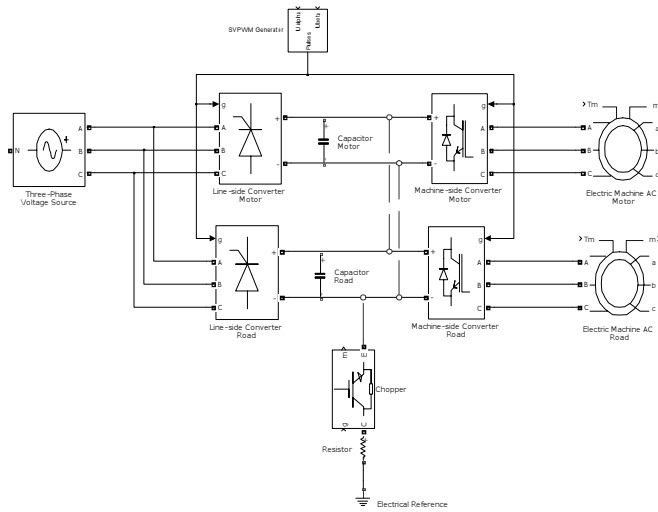 Ualpha
Ubeta
SVPWM Generator
Pulses
g
A
B
C
+
-
Line-side Converter
Motor
Capacitor
Motor
+
+
-
g
A
B
C
Machine-side Converter
Motor
Tm
A
B
C
m
a
b
c
Electric Machine AC
Motor
N
+
A
B
C
Three-Phase
Voltage Source
g
A
B
C
+
-
Line-side Converter
Road
Capacitor
Road
+
+
-
g
A
B
C
Machine-side Converter
Road
Tm
A
B
C
m
a
b
c
Electric Machine AC
Road
m
E
Chopper
g
C
Resistor
+
Electrical Reference